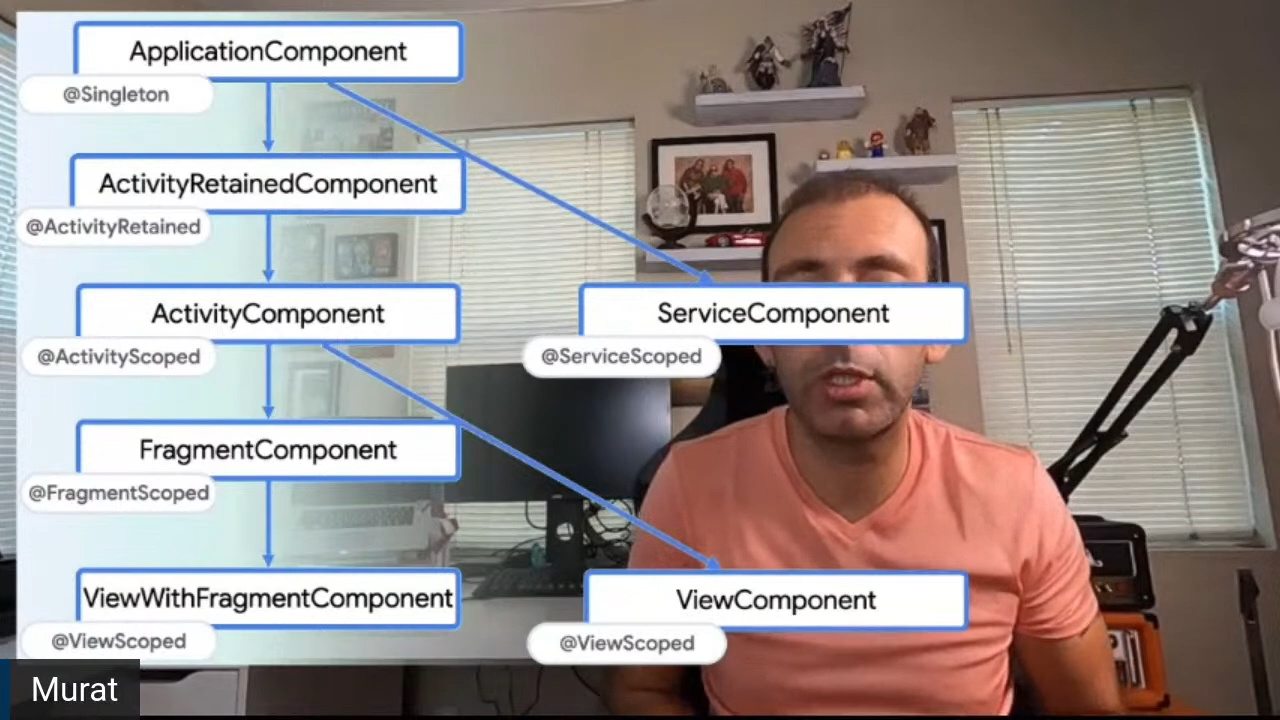 ApplicationComponent
@Singleton
ActivityRetainedComponent
@ActivityRetained
ActivityComponent
@ActivityScoped
ServiceComponent
@ServiceScoped
FragmentComponent
@FragmentScoped
ViewWithFragmentComponent
@ViewScoped
ViewComponent
@ViewScoped
Murat